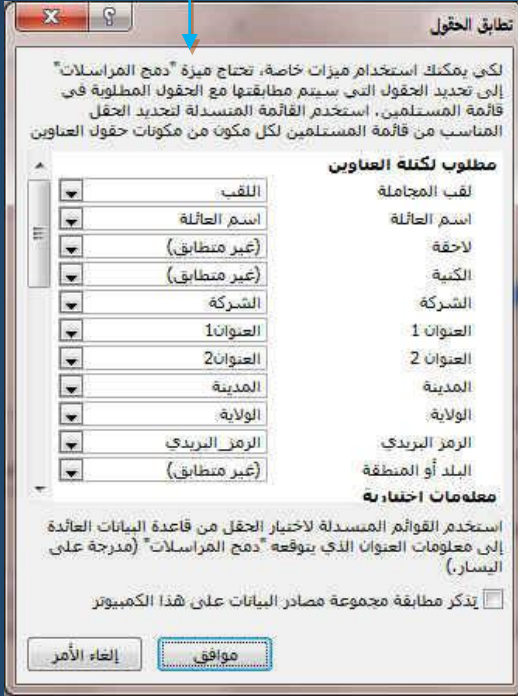 تطابق الحقول
لكي يمكنك استخدام ميزات خاصة، تحتاج ميزة "دمج المراسلات"
إلى تحديد الحقول التي سيتم مطابقتها مع الحقول المطلوبة في
قائمة المستلمين. استخدم القائمة المنسدلة لتحديد الحقل
المناسب من قائمة المستلمين لكل مكون من مكونات حقول العناوين
مطلوب لكتلة العناوين
لقب المجاملة اللقب
اسم العائلة اسم العائلة
لاحقة (غير متطابق)
الكنية (غير متطابق)
الشركة الشركة
العنوان 1 العنوان1
العنوان 2 العنوان2
المدينة المدينة
الولاية الولاية
الرمز البريدي الرمز_البريدي
البلد أو المنطقة (غير متطابق)
معلومات اختيارية
استخدم القوائم المنسدلة لاختيار الحقل من قاعدة البيانات العائدة
إلى معلومات العنوان الذي يتوقعه "دمج المراسلات" (مدرجة على
اليسار.)
تذكر مطابقة مجموعة مصادر البيانات على هذا الكمبيوتر
موافق إلغاء الأمر